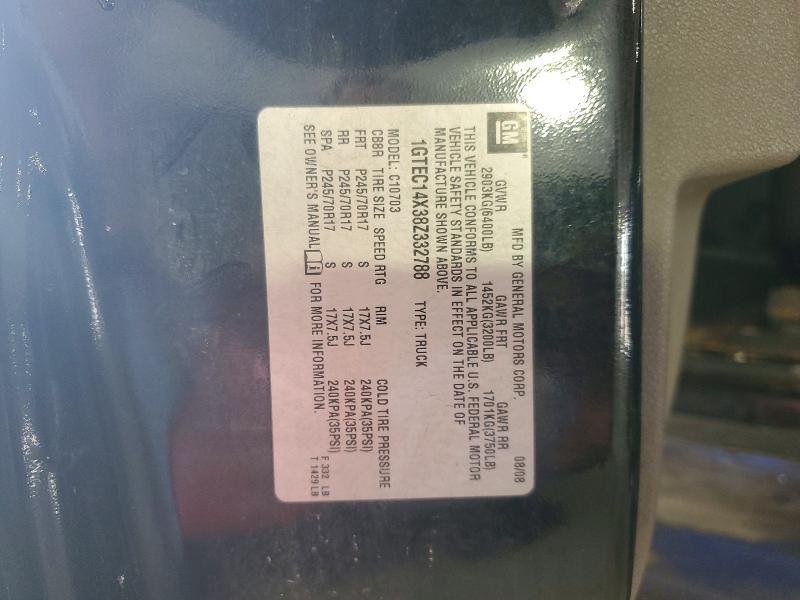 GM MFD BY GENERAL MOTORS CORP. 08/08
GVWR GAWR FRT GAWR RR
2903KG(6400LB) 1452KG(3200LB) 1701KG(3750LB)
THIS VEHICLE CONFORMS TO ALL APPLICABLE U.S. FEDERAL MOTOR
VEHICLE SAFETY STANDARDS IN EFFECT ON THE DATE OF
MANUFACTURE SHOWN ABOVE.
1GTEC14X38Z332788 TYPE: TRUCK
MODEL: C10703
CB8R TIRE SIZE SPEED RTG RIM COLD TIRE PRESSURE
FRT P245/70R17 S 17X7.5J 240KPA(35PSI)
RR P245/70R17 S 17X7.5J 240KPA(35PSI)
SPA P245/70R17 S 17X7.5J 240KPA(35PSI) F 332 LB
SEE OWNER'S MANUAL i FOR MORE INFORMATION. T 1429 LB